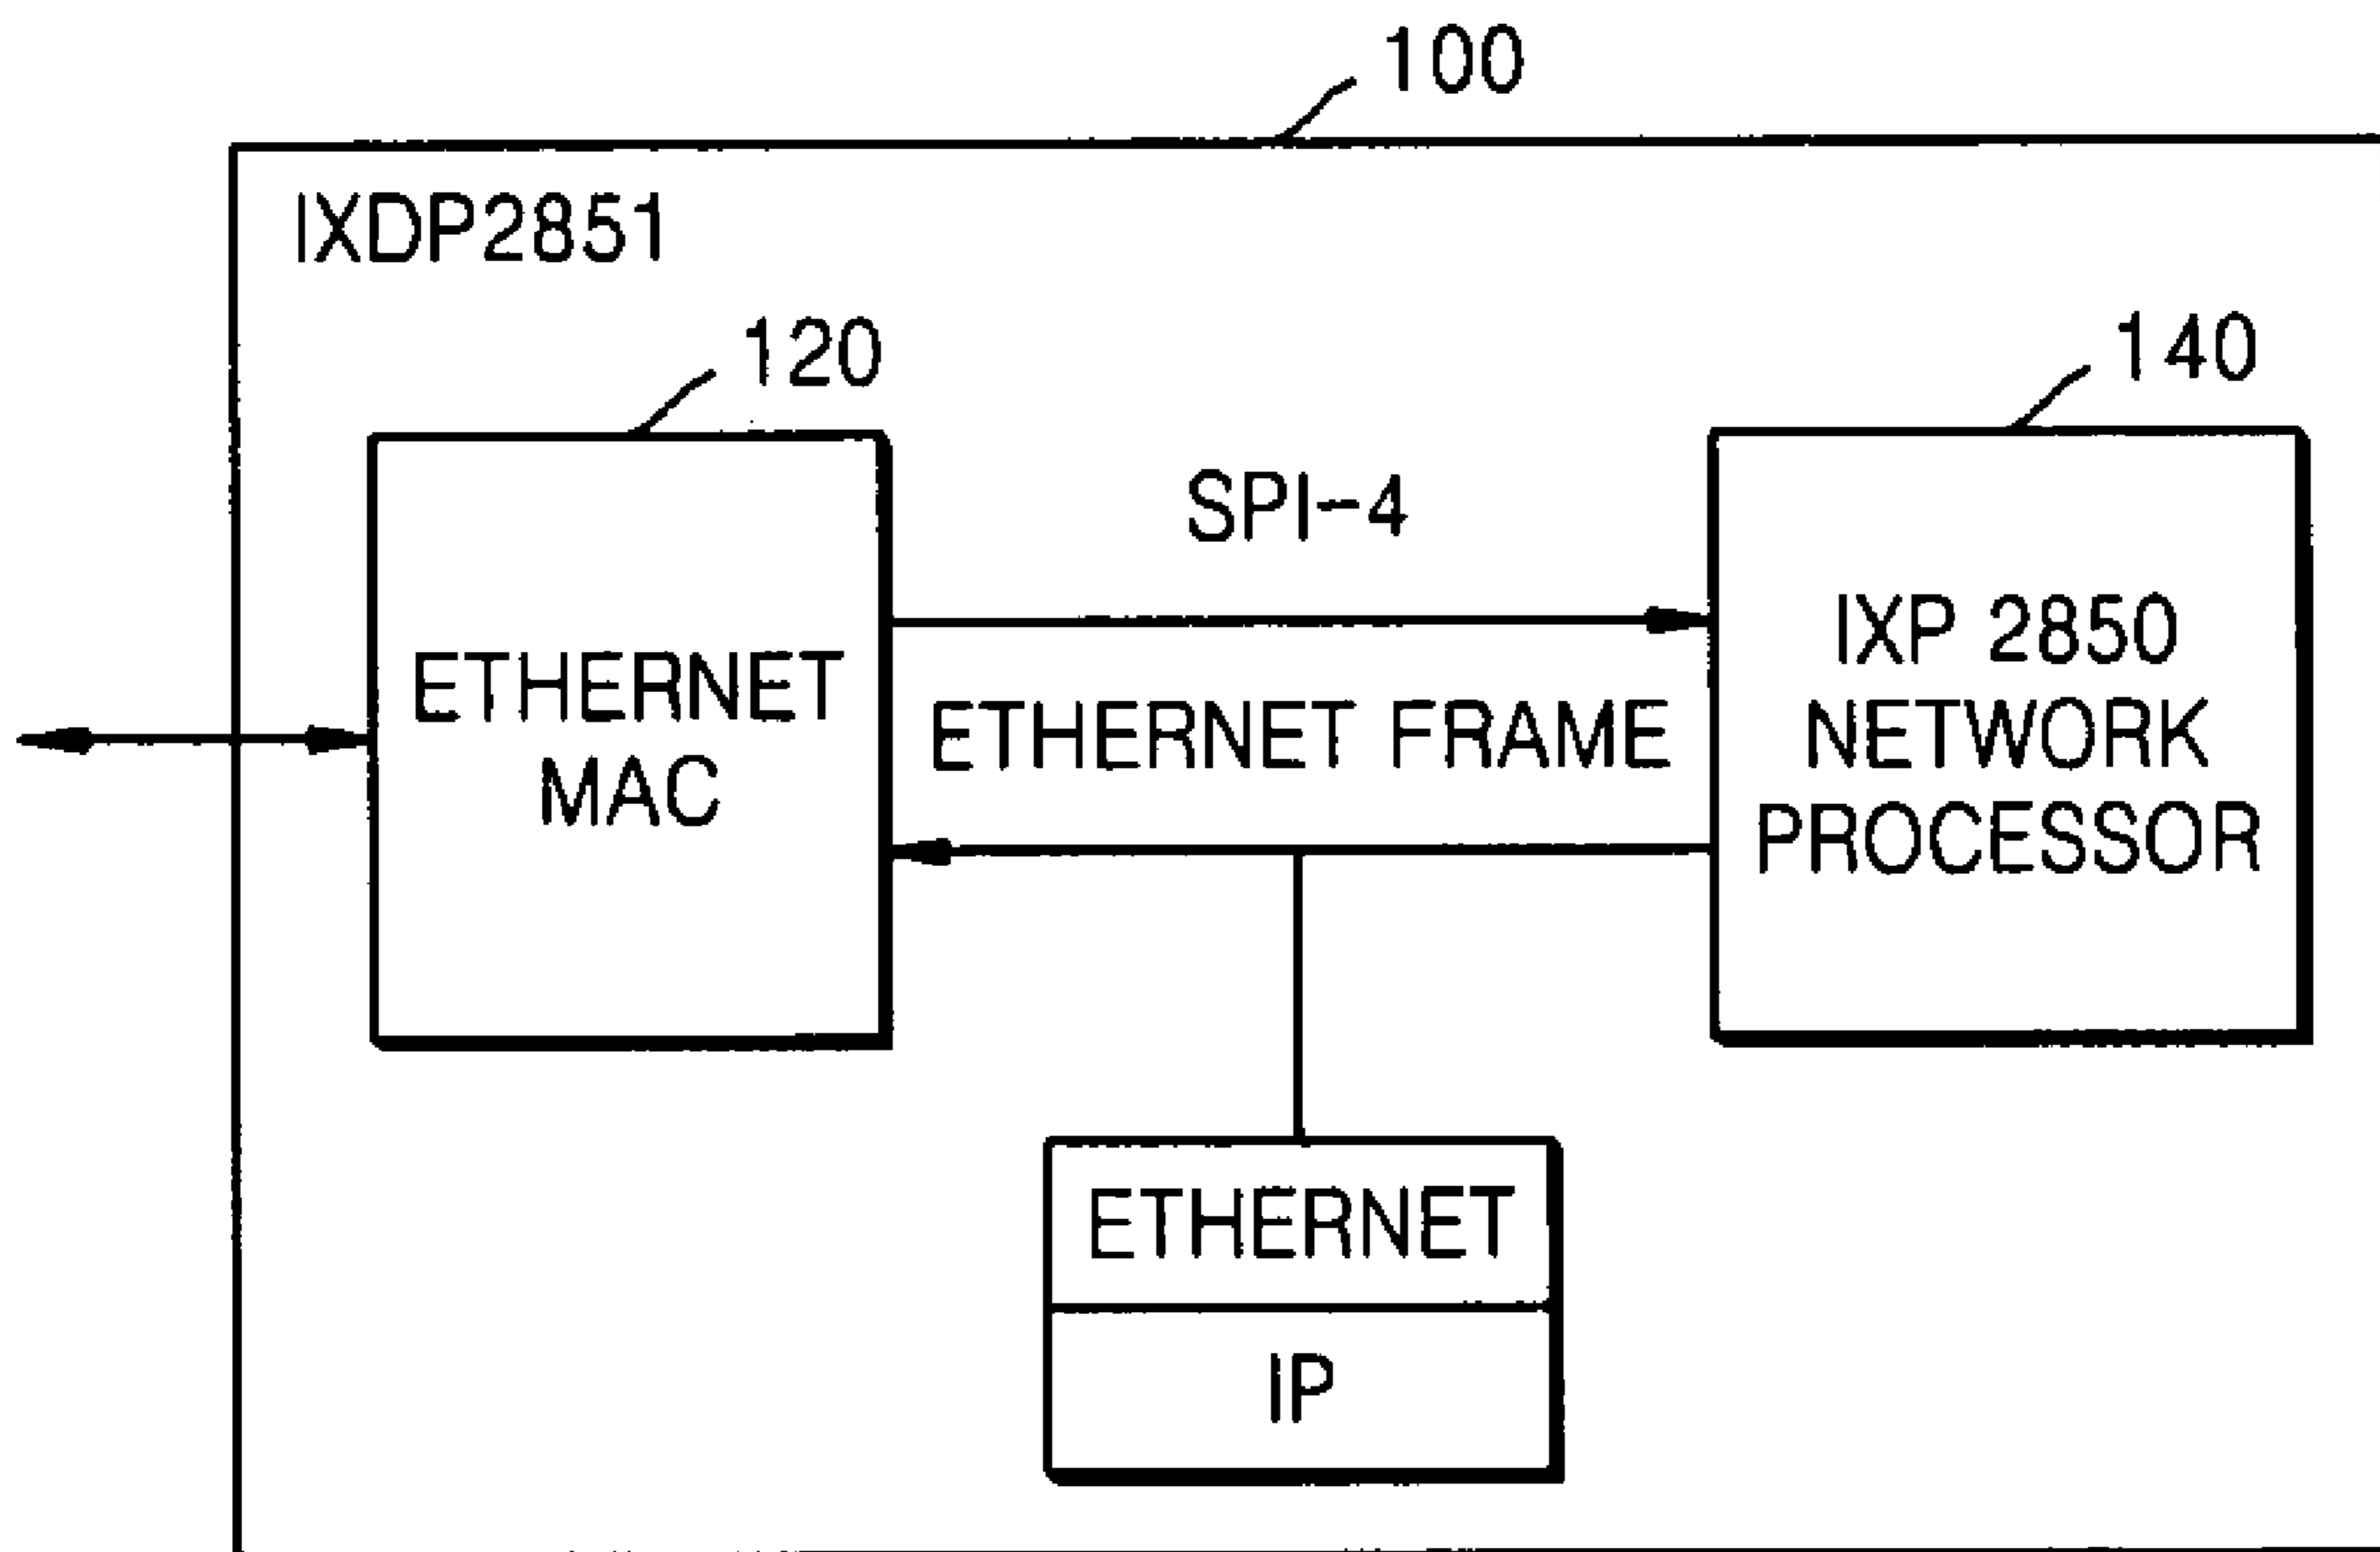 100
IXDP2851
120
140
SPI-4
ETHERNET
MAC
ETHERNET FRAME
IXP 2850
NETWORK
PROCESSOR
ETHERNET
IP